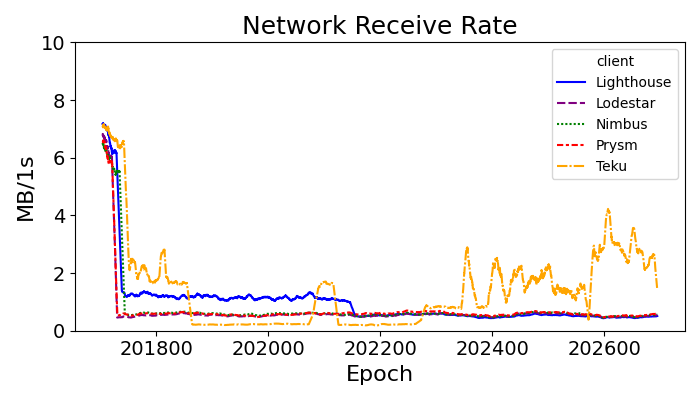 Network Receive Rate
MB/1s
10
8
6
4
2
0
client
Lighthouse
Lodestar
Nimbus
Prysm
Teku
201800
202000
202200
202400
202600
Epoch